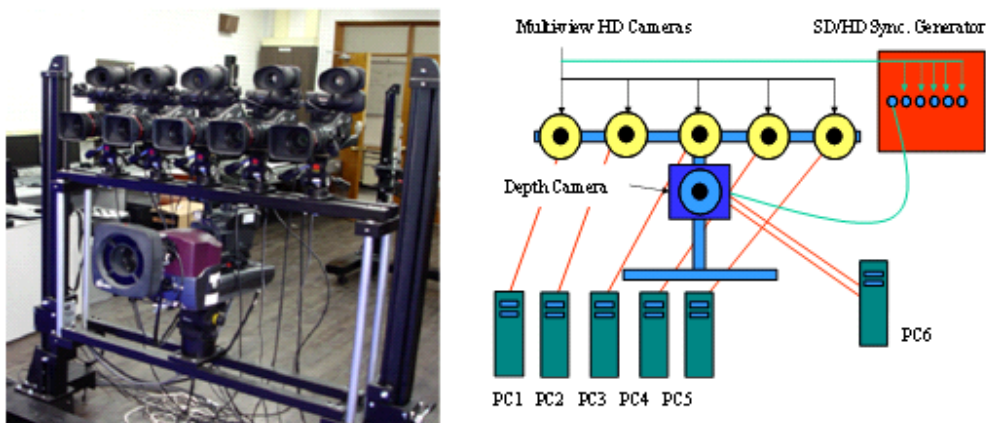 Multiview HD Cameras
SD/HD Sync. Generator
Depth Camera
PC6
PC1 PC2 PC3 PC4 PC5